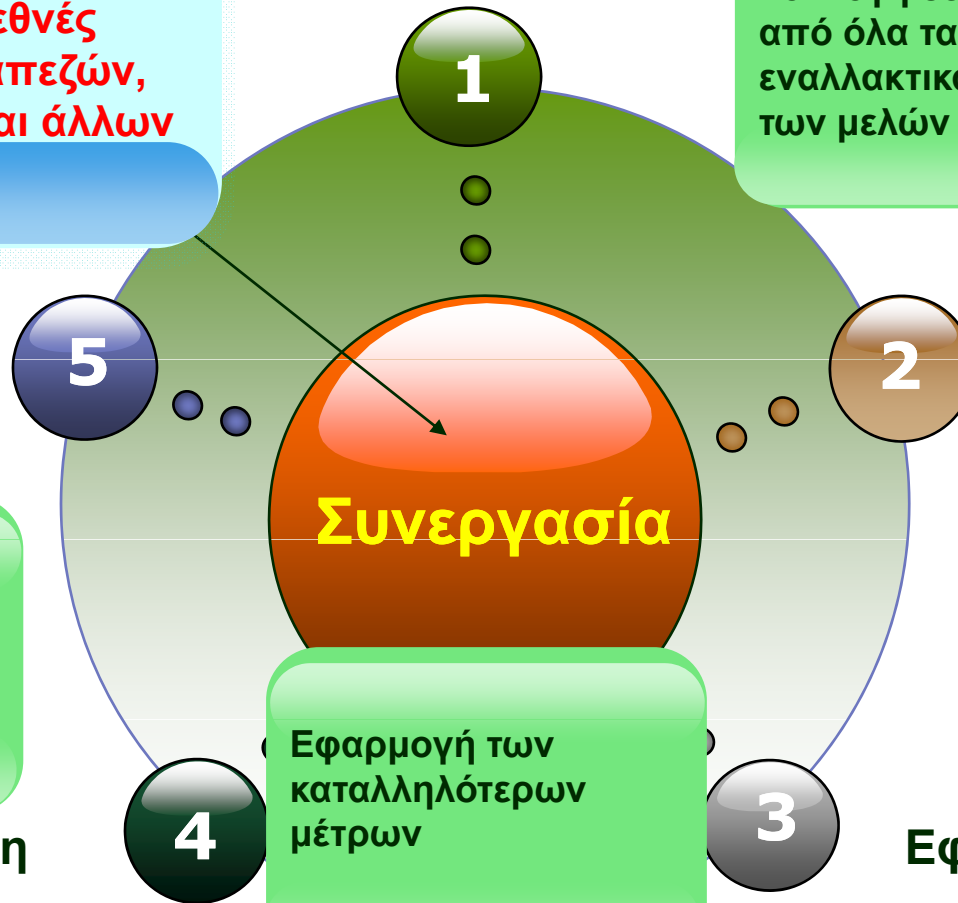 εθνές
απεζών,
αι άλλων
1
από όλα τα
εναλλακτικ
των μελών
5
2
Συνεργασία
Εφαρμογή των
καταλληλότερων
μέτρων
4
3
η
Εφ